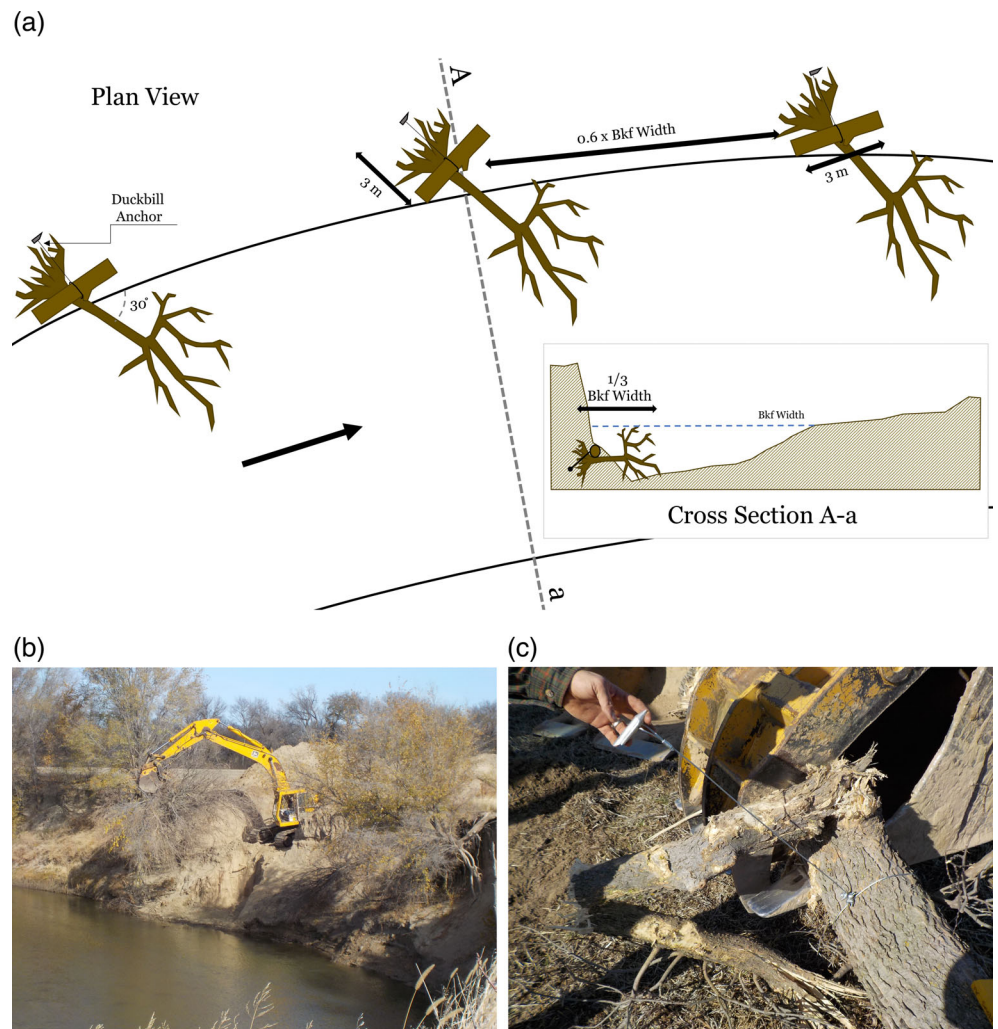 (a)
Plan View
A
0.6 x Bkf Width
3 m
3 m
Duckbill
Anchor
30°
1/3
Bkf Width
Bkf Width
Cross Section A-a
a
(b)
(c)